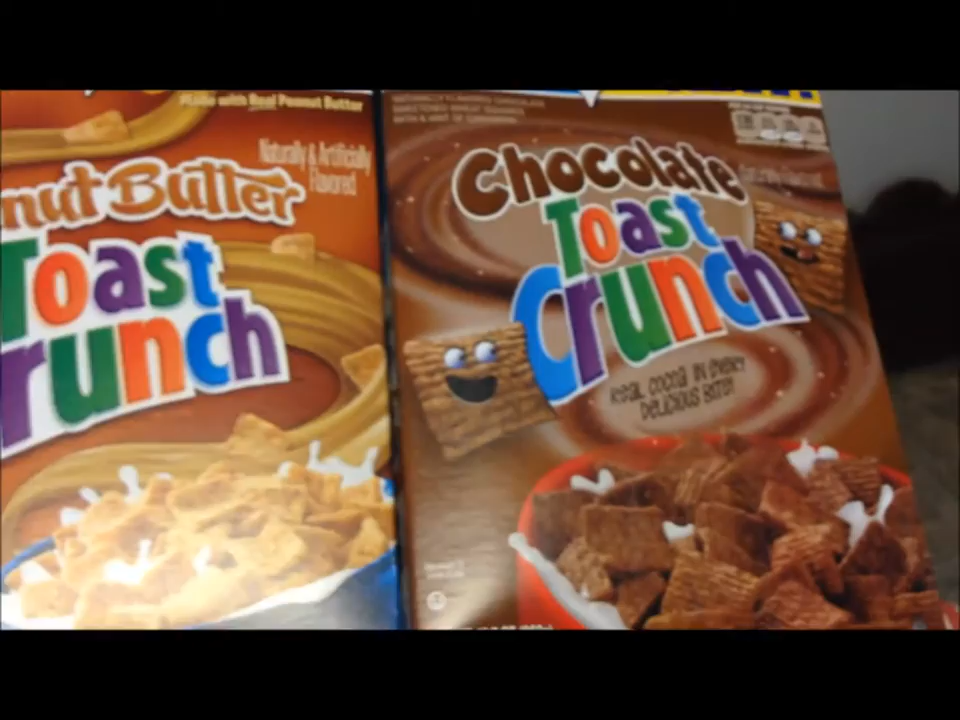 Made with Real Peanut Butter
Naturally & Artificially
Flavored
nut Butter
Toast
runch
Chocolate
Toast
Crunch
REAL COCOA IN EVERY
DELICIOUS BITE!